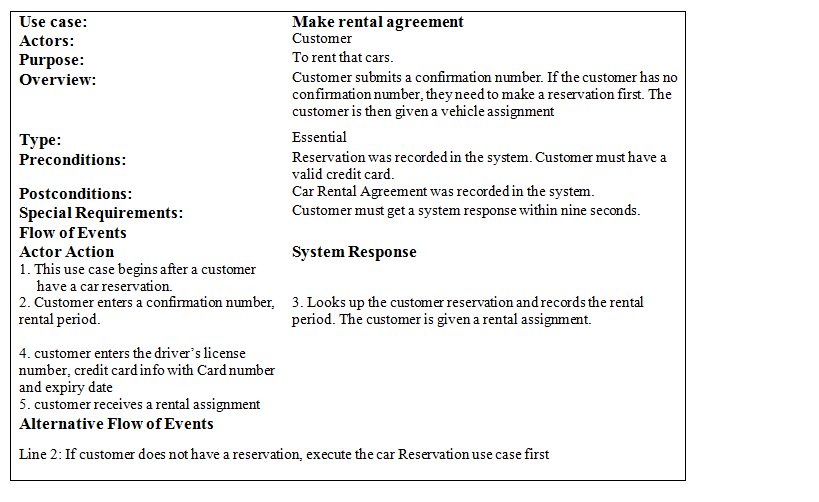 Use case: Make rental agreement
Actors: Customer
Purpose: To rent that cars.
Overview: Customer submits a confirmation number. If the customer has no
confirmation number, they need to make a reservation first. The
customer is then given a vehicle assignment
Type: Essential
Preconditions: Reservation was recorded in the system. Customer must have a
valid credit card.
Postconditions: Car Rental Agreement was recorded in the system.
Special Requirements: Customer must get a system response within nine seconds.
Flow of Events
Actor Action System Response
1. This use case begins after a customer
have a car reservation.
2. Customer enters a confirmation number, 3. Looks up the customer reservation and records the rental
rental period. period. The customer is given a rental assignment.
4. customer enters the driver’s license
number, credit card info with Card number
and expiry date
5. customer receives a rental assignment
Alternative Flow of Events
Line 2: If customer does not have a reservation, execute the car Reservation use case first